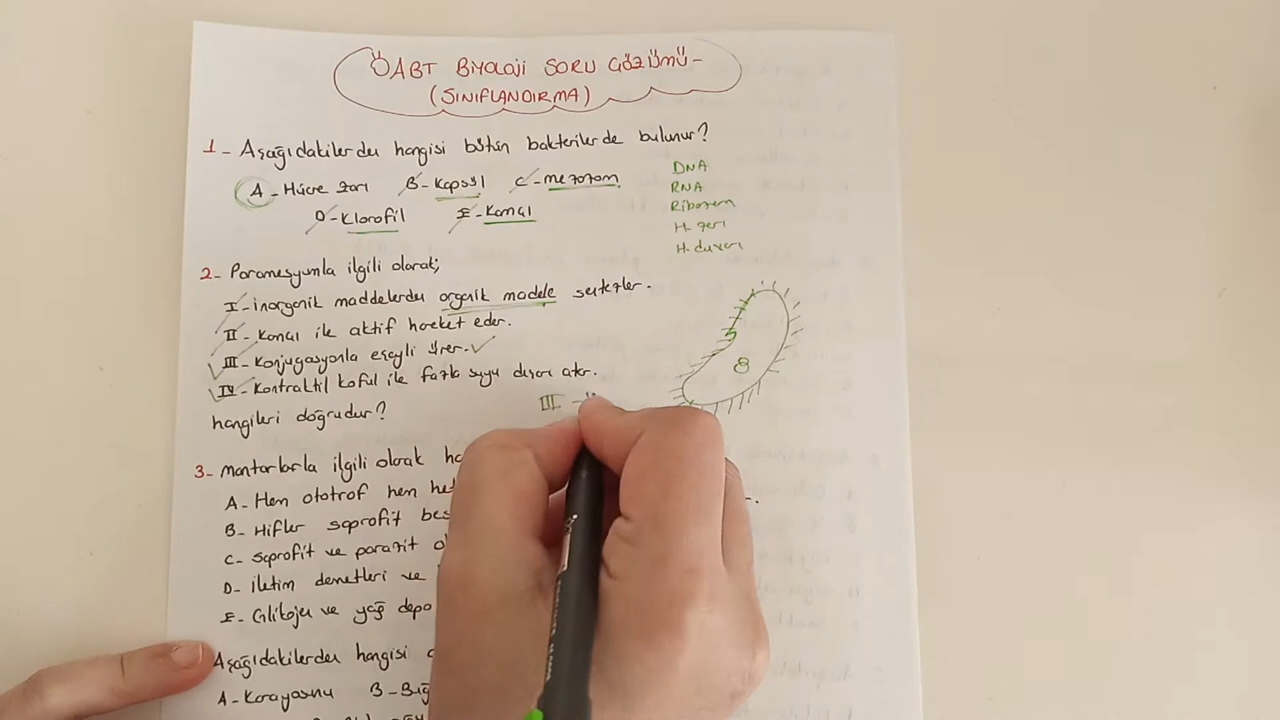 ÖABT BİYOLOJİ SORU ÇÖZÜMÜ-
(SINIFLANDIRMA)
1- Aşağıdakilerden hangisi bütün bakterilerde bulunur?
A-Hücre zarı B-Kapsül C-mezozom
D-Klorofil E-Kamçı
DNA
RNA
Ribozom
H. zarı
H. duvarı
2- Paramesyumla ilgili olarak;
I-inorganik maddelerden organik madde sentezler.
II-Kamçı ile aktif hareket eder.
III-Konjugasyonla eşeyli ürer.
IV-Kontraktil koful ile fazla suyu dışarı atar.
III -
hangileri doğrudur?
3- mantarlarla ilgili olarak
A-Hem ototrof hem
B-Hifler saprofit
C-Saprofit ve parazit
D-İletim demetleri ve
E-Glikojen ve yağ
Aşağıdakilerden hangisi
A-Karayosunu B-